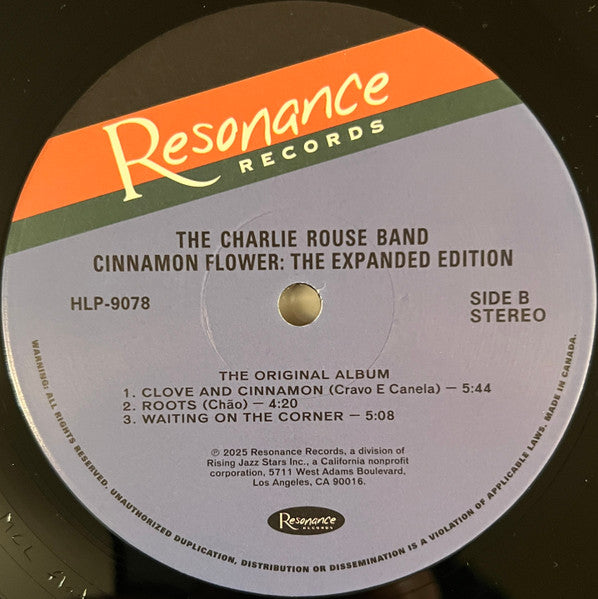 Resonance
RECORDS
THE CHARLIE ROUSE BAND
CINNAMON FLOWER: THE EXPANDED EDITION
HLP-9078
SIDE B
STEREO
THE ORIGINAL ALBUM
1. CLOVE AND CINNAMON (Cravo E Canela) – 5:44
2. ROOTS (Chão) – 4:20
3. WAITING ON THE CORNER – 5:08
℗ 2025 Resonance Records, a division of
Rising Jazz Stars Inc., a California nonprofit
corporation, 5711 West Adams Boulevard,
Los Angeles, CA 90016.
Resonance
RECORDS
WARNING: ALL RIGHTS RESERVED. UNAUTHORIZED DUPLICATION, DISTRIBUTION OR DISSEMINATION IS A VIOLATION OF APPLICABLE LAWS. MADE IN CANADA.